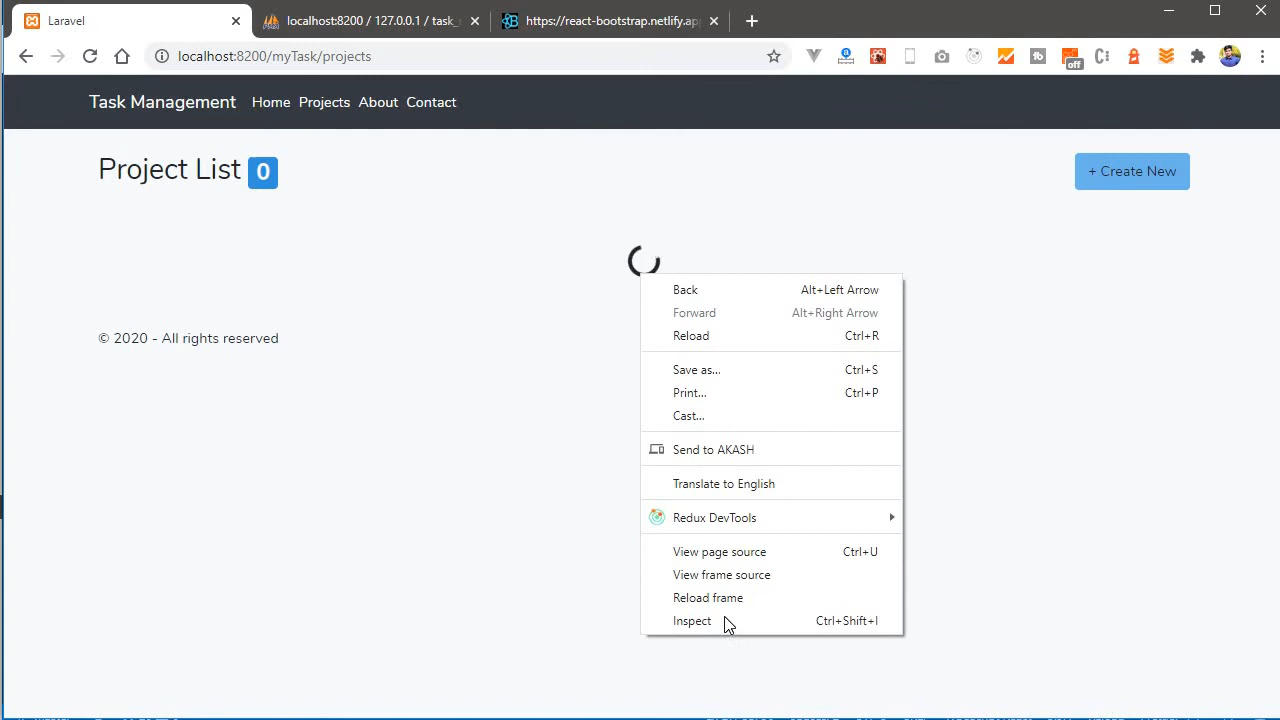 Laravel
localhost:8200 / 127.0.0.1 / task_
https://react-bootstrap.netlify.ap
localhost:8200/myTask/projects
off
Task Management Home Projects About Contact
Project List 0
+ Create New
Back Alt+Left Arrow
Forward Alt+Right Arrow
Reload Ctrl+R
© 2020 - All rights reserved
Save as... Ctrl+S
Print... Ctrl+P
Cast...
Send to AKASH
Translate to English
Redux DevTools
View page source Ctrl+U
View frame source
Reload frame
Inspect Ctrl+Shift+I